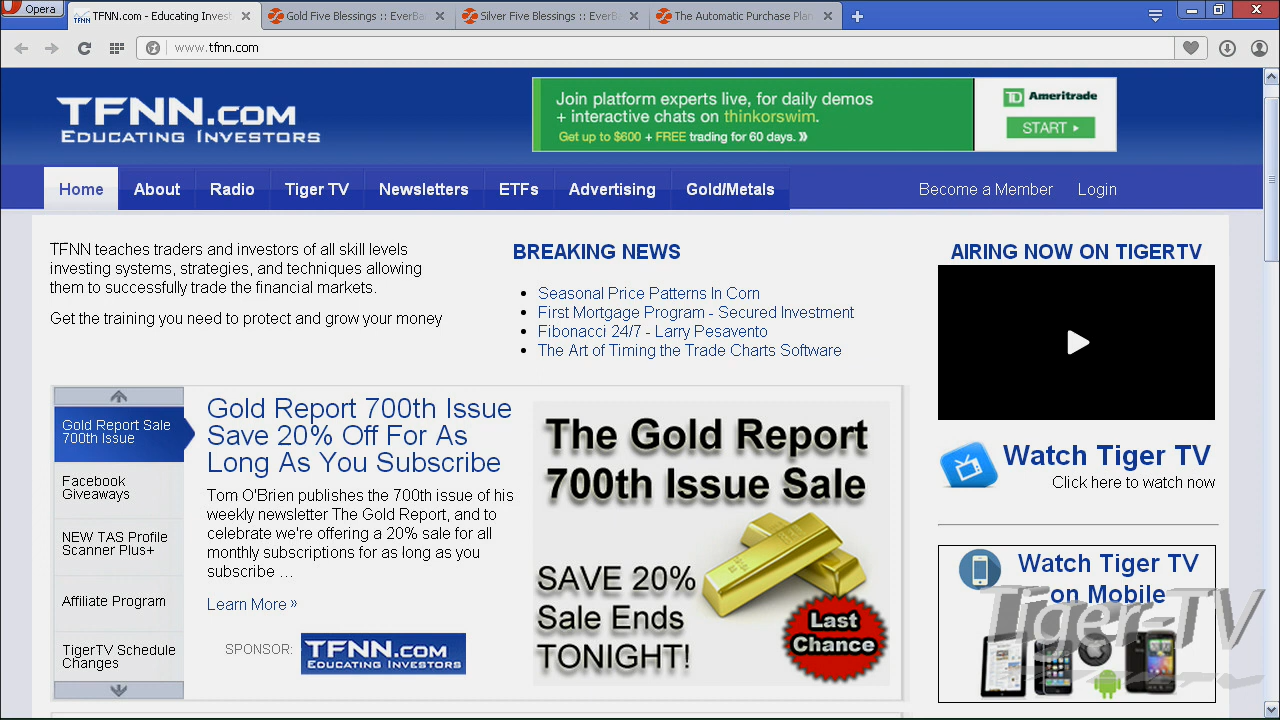 Opera
TFNN.com - Educating Invest
Gold Five Blessings :: EverBa
Silver Five Blessings :: EverB
The Automatic Purchase Plan
www.tfnn.com
TFNN.COM
EDUCATING INVESTORS
Join platform experts live, for daily demos
+ interactive chats on thinkorswim.
Get up to $600 + FREE trading for 60 days. »
TD Ameritrade
START
Home About Radio Tiger TV Newsletters ETFs Advertising Gold/Metals Become a Member Login
TFNN teaches traders and investors of all skill levels
investing systems, strategies, and techniques allowing
them to successfully trade the financial markets.
Get the training you need to protect and grow your money
BREAKING NEWS
Seasonal Price Patterns In Corn
First Mortgage Program - Secured Investment
Fibonacci 24/7 - Larry Pesavento
The Art of Timing the Trade Charts Software
AIRING NOW ON TIGERTV
Watch Tiger TV
Click here to watch now
Watch Tiger TV
on Mobile
Gold Report Sale
700th Issue
Facebook
Giveaways
NEW TAS Profile
Scanner Plus+
Affiliate Program
Tiger TV Schedule
Changes
Gold Report 700th Issue
Save 20% Off For As
Long As You Subscribe
Tom O'Brien publishes the 700th issue of his
weekly newsletter The Gold Report, and to
celebrate we're offering a 20% sale for all
monthly subscriptions for as long as you
subscribe ...
Learn More »
SPONSOR:
TFNN.COM
EDUCATING INVESTORS
The Gold Report
700th Issue Sale
SAVE 20%
Sale Ends
TONIGHT!
Last
Chance
Tiger-TV